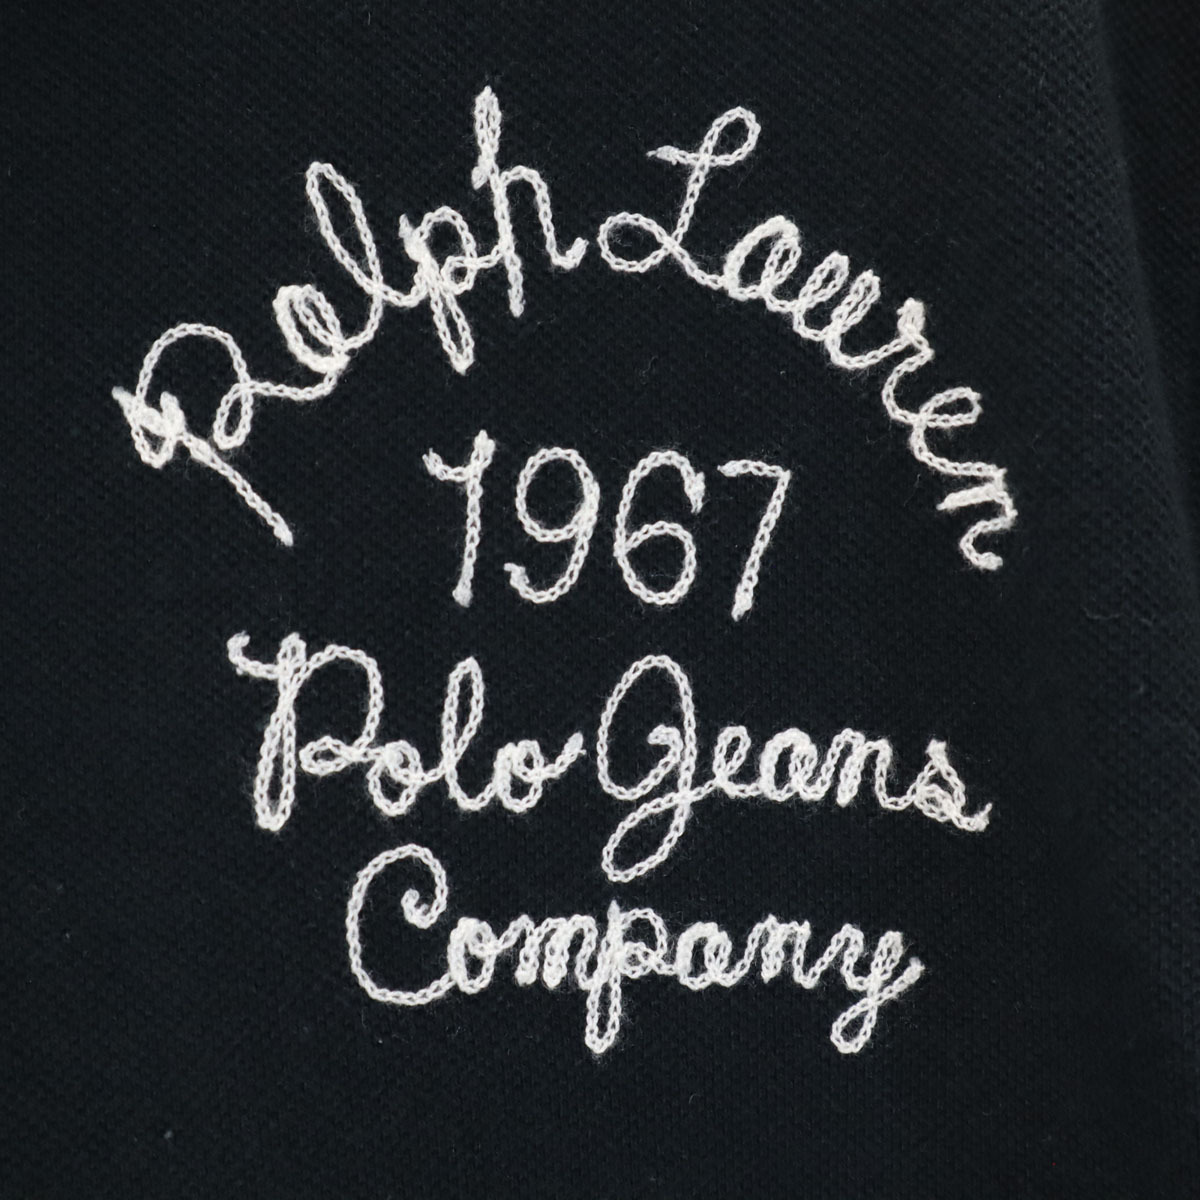 Ralph Lauren
1967
Polo Jeans
Company